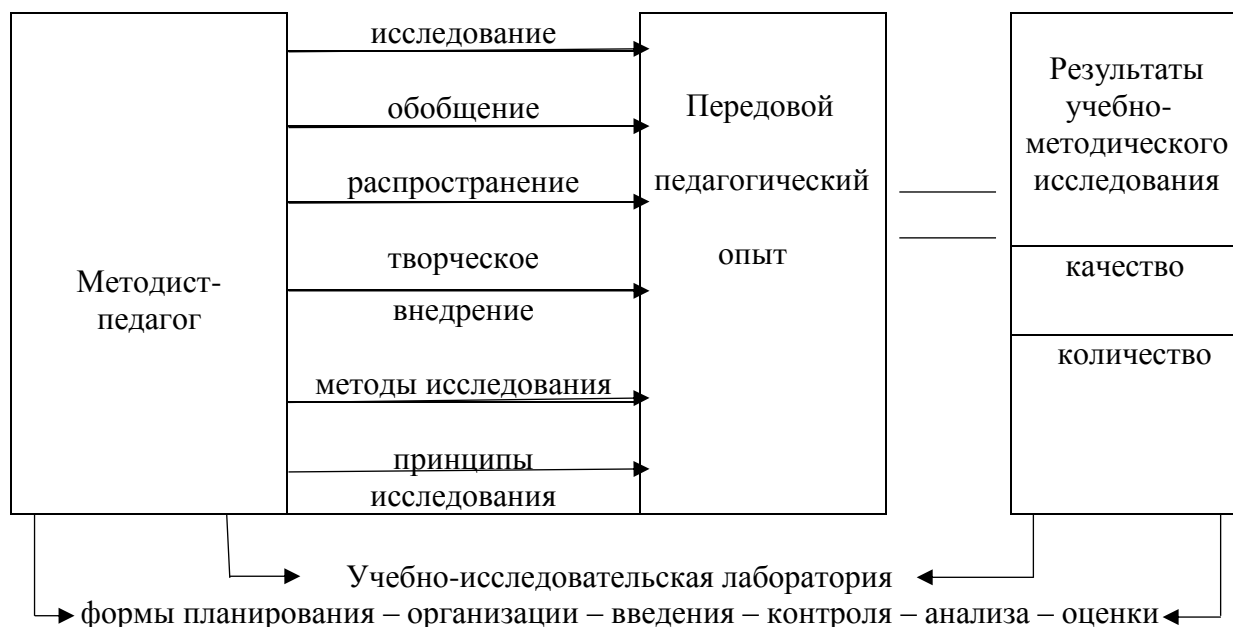 Методист-
педагог
исследование
обобщение
распространение
творческое
внедрение
методы исследования
принципы
исследования
Передовой
педагогический
опыт
Результаты
учебно-
методического
исследования
качество
количество
Учебно-исследовательская лаборатория
формы планирования – организации – введения – контроля – анализа – оценки